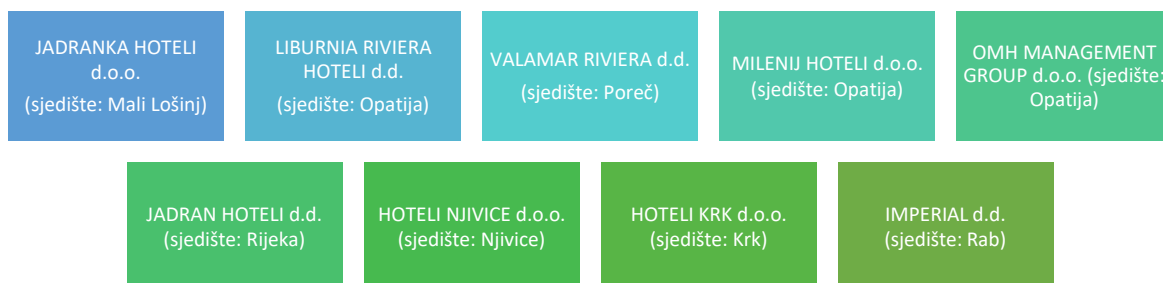 JADRANKA HOTELI
d.o.o.
(sjedište: Mali Lošinj)
LIBURNIA RIVIERA
HOTELI d.d.
(sjedište: Opatija)
VALAMAR RIVIERA d.d.
(sjedište: Poreč)
MILENIJ HOTELI d.o.o.
(sjedište: Opatija)
OMH MANAGEMENT
GROUP d.o.o. (sjedište:
Opatija)
JADRAN HOTELI d.d.
(sjedište: Rijeka)
HOTELI NJIVICE d.o.o.
(sjedište: Njivice)
HOTELI KRK d.o.o.
(sjedište: Krk)
IMPERIAL d.d.
(sjedište: Rab)